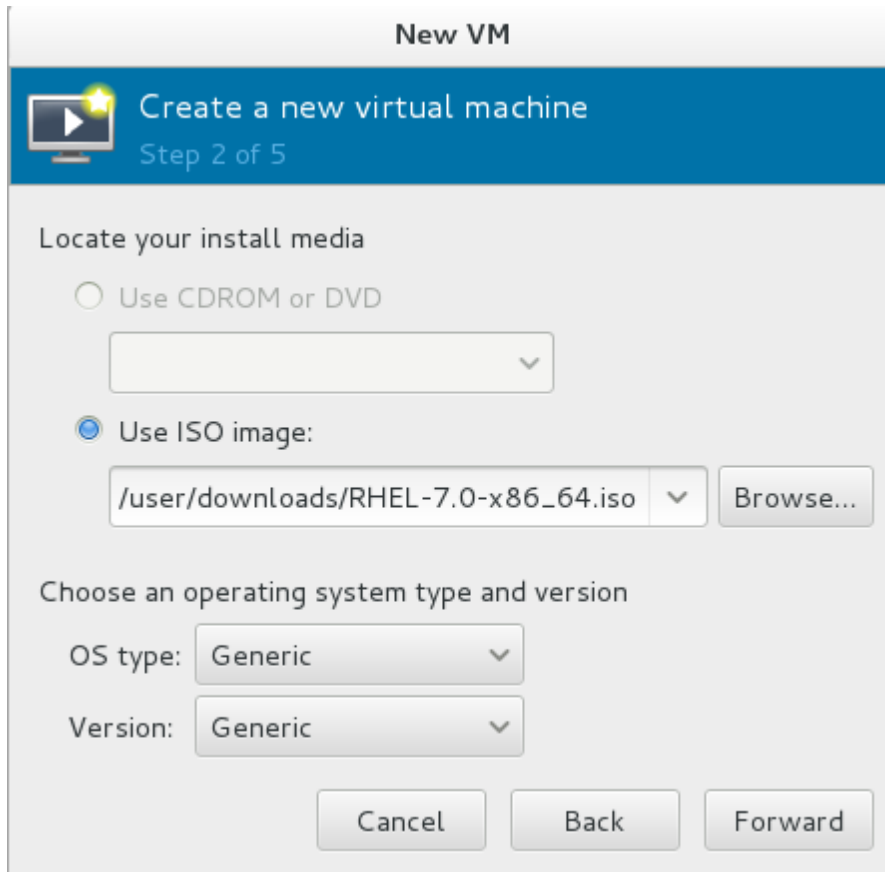 New VM
Create a new virtual machine
Step 2 of 5
Locate your install media
Use CDROM or DVD
Use ISO image:
/user/downloads/RHEL-7.0-x86_64.iso Browse...
Choose an operating system type and version
OS type: Generic
Version: Generic
Cancel Back Forward